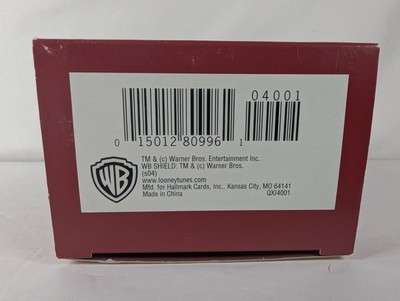 04001
0 15012 80996 1
TM & (c) Warner Bros. Entertainment Inc.
WB SHIELD: TM & (c) Warner Bros.
(s04)
www.looneytunes.com
Mfd. for Hallmark Cards, Inc., Kansas City, MO 64141
Made in China QXI4001
WB